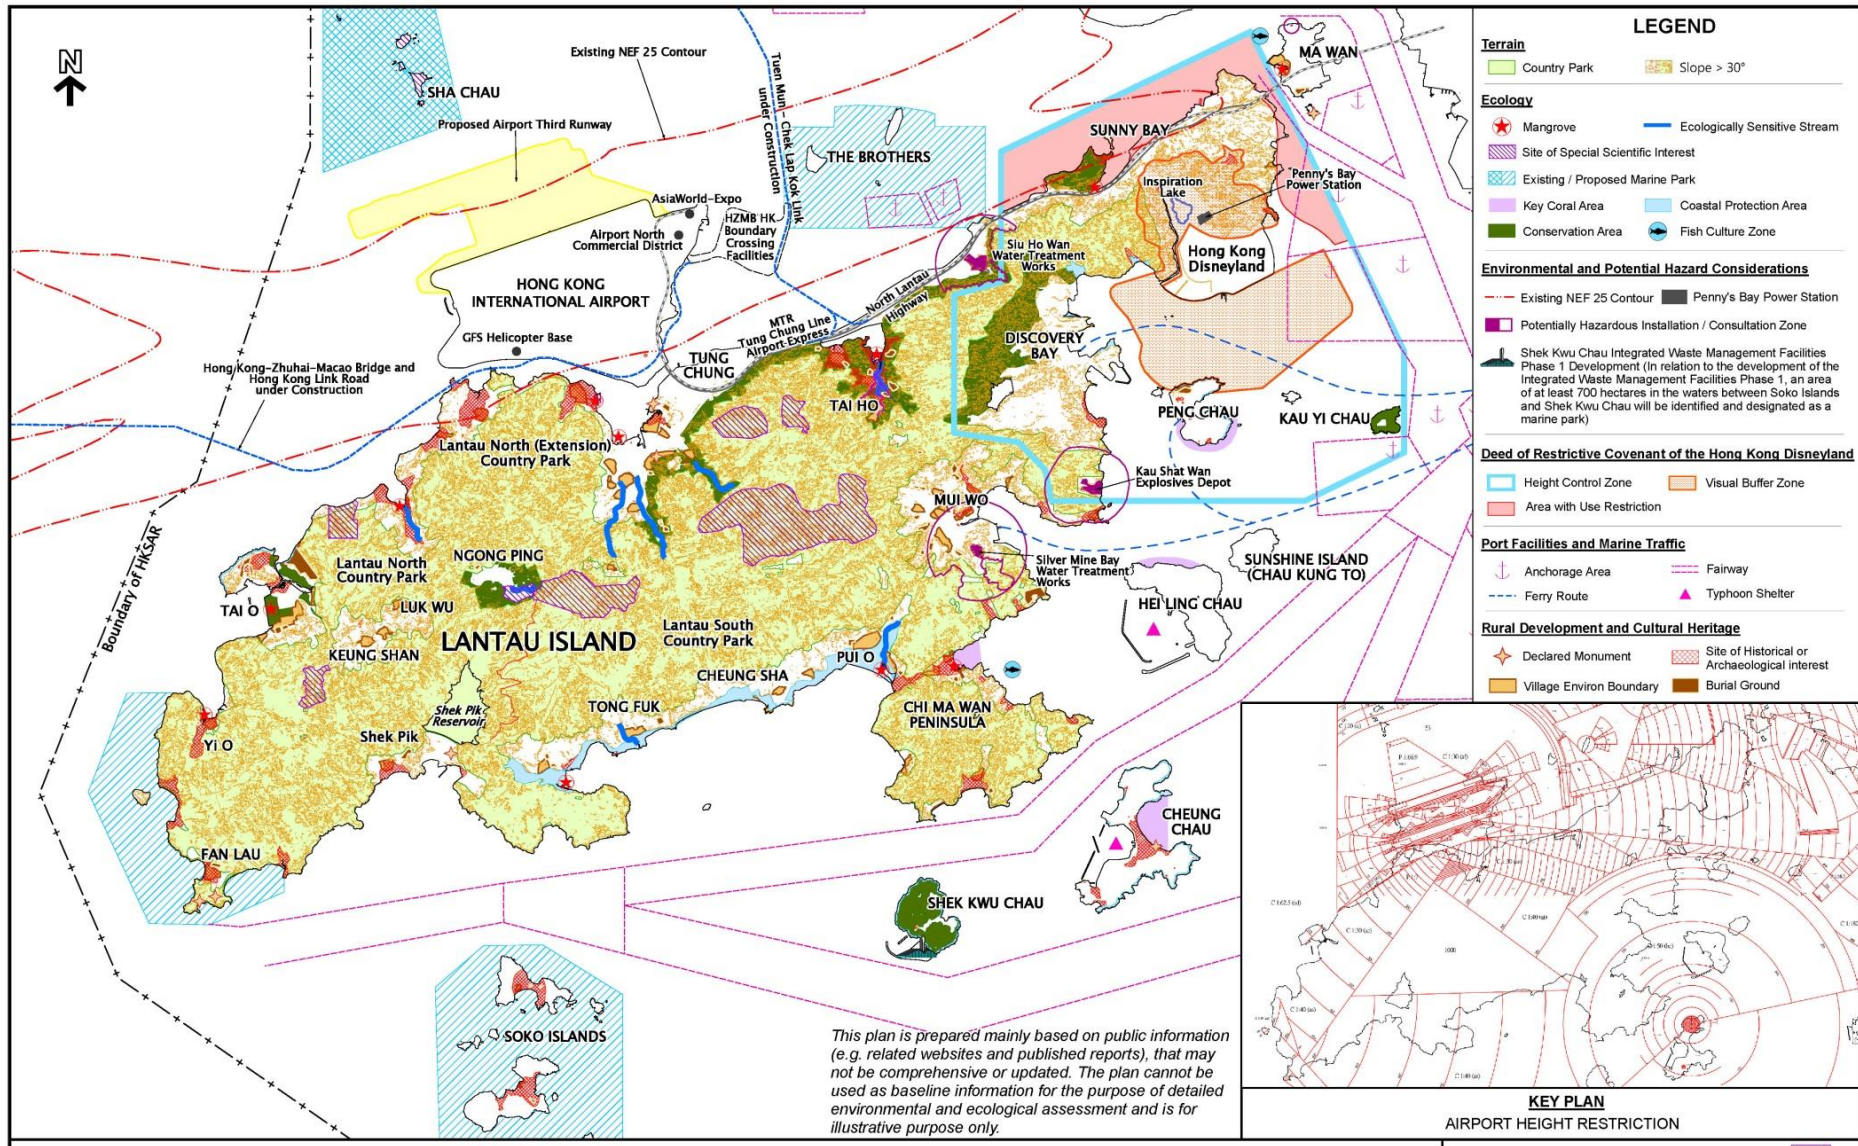 N
SHA CHAU
Existing NEF 25 Contour
Proposed Airport Third Runway
Tuen Mun - Chek Lap Kok Link
under Construction
THE BROTHERS
MA WAN
SUNNY BAY
Inspiration
Lake
Penny's Bay
Power Station
AsiaWorld-Expo
Airport North
Commercial District
HZMB HK
Boundary
Crossing
Facilities
HONG KONG
INTERNATIONAL AIRPORT
GFS Helicopter Base
Siu Ho Wan
Water Treatment
Works
Hong Kong
Disneyland
North Lantau
Highway
MTR
Tung Chung Line
Airport Express
TUNG
CHUNG
DISCOVERY
BAY
Hong Kong-Zhuhai-Macao Bridge and
Hong Kong Link Road
under Construction
TAI HO
PENG CHAU
KAU YI CHAU
Lantau North (Extension)
Country Park
Kau Shat Wan
Explosives Depot
MUI WO
Boundary of HKSAR
Lantau North
Country Park
NGONG PING
Silver Mine Bay
Water Treatment
Works
SUNSHINE ISLAND
(CHAU KUNG TO)
HEI LING CHAU
TAI O
LUK WU
LANTAU ISLAND
Lantau South
Country Park
KEUNG SHAN
PUI O
CHEUNG SHA
Shek Pik
Reservoir
TONG FUK
CHI MA WAN
PENINSULA
Yi O
Shek Pik
CHEUNG
CHAU
FAN LAU
SHEK KWU CHAU
SOKO ISLANDS
This plan is prepared mainly based on public information
(e.g. related websites and published reports), that may
not be comprehensive or updated. The plan cannot be
used as baseline information for the purpose of detailed
environmental and ecological assessment and is for
illustrative purpose only.
LEGEND
Terrain
Country Park
Slope > 30°
Ecology
Mangrove
Ecologically Sensitive Stream
Site of Special Scientific Interest
Existing / Proposed Marine Park
Key Coral Area
Coastal Protection Area
Conservation Area
Fish Culture Zone
Environmental and Potential Hazard Considerations
Existing NEF 25 Contour
Penny's Bay Power Station
Potentially Hazardous Installation / Consultation Zone
Shek Kwu Chau Integrated Waste Management Facilities
Phase 1 Development (In relation to the development of the
Integrated Waste Management Facilities Phase 1, an area
of at least 700 hectares in the waters between Soko Islands
and Shek Kwu Chau will be identified and designated as a
marine park)
Deed of Restrictive Covenant of the Hong Kong Disneyland
Height Control Zone
Visual Buffer Zone
Area with Use Restriction
Port Facilities and Marine Traffic
Anchorage Area
Fairway
Ferry Route
Typhoon Shelter
Rural Development and Cultural Heritage
Declared Monument
Site of Historical or
Archaeological interest
Village Environ Boundary
Burial Ground
KEY PLAN
AIRPORT HEIGHT RESTRICTION